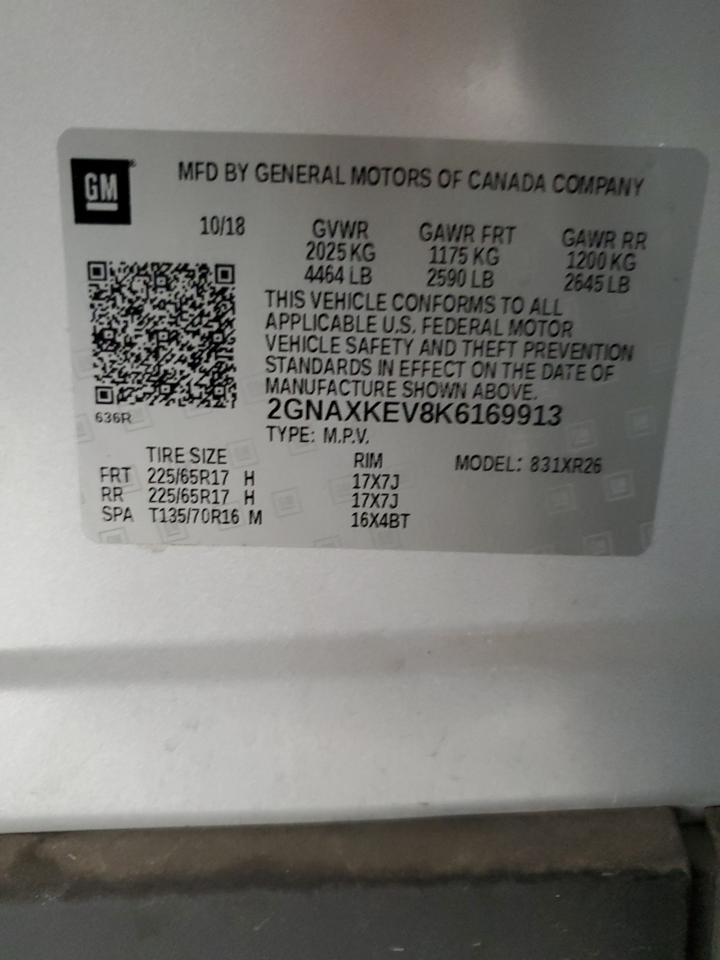 GM
MFD BY GENERAL MOTORS OF CANADA COMPANY
10/18 GVWR GAWR FRT GAWR RR
2025 KG 1175 KG 1200 KG
4464 LB 2590 LB 2645 LB
THIS VEHICLE CONFORMS TO ALL
APPLICABLE U.S. FEDERAL MOTOR
VEHICLE SAFETY AND THEFT PREVENTION
STANDARDS IN EFFECT ON THE DATE OF
MANUFACTURE SHOWN ABOVE.
636R
2GNAXKEV8K6169913
TYPE: M.P.V.
TIRE SIZE RIM MODEL: 831XR26
FRT 225/65R17 H 17X7J
RR 225/65R17 H 17X7J
SPA T135/70R16 M 16X4BT